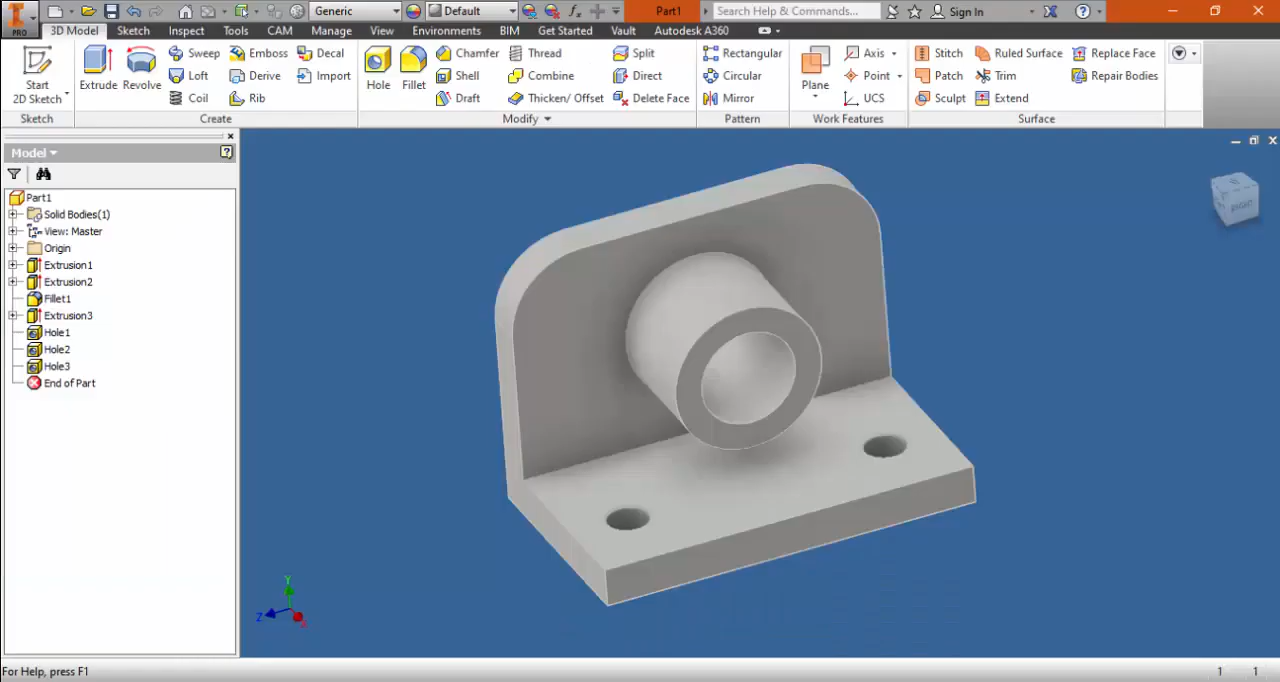 Generic Default Part1 Search Help & Commands... Sign In
PRO 3D Model Sketch Inspect Tools CAM Manage View Environments BIM Get Started Vault Autodesk A360
Start
2D Sketch
Extrude Revolve
Sweep Emboss Decal
Loft Derive Import
Coil Rib
Hole Fillet
Chamfer Thread Split
Shell Combine Direct
Draft Thicken/ Offset Delete Face
Rectangular
Circular
Mirror
Plane
Axis
Point
UCS
Stitch Ruled Surface Replace Face
Patch Trim Repair Bodies
Sculpt Extend
Sketch Create Modify Pattern Work Features Surface
Model
Part1
Solid Bodies(1)
View: Master
Origin
Extrusion1
Extrusion2
Fillet1
Extrusion3
Hole1
Hole2
Hole3
End of Part
RIGHT
Y
Z
For Help, press F1
1 1